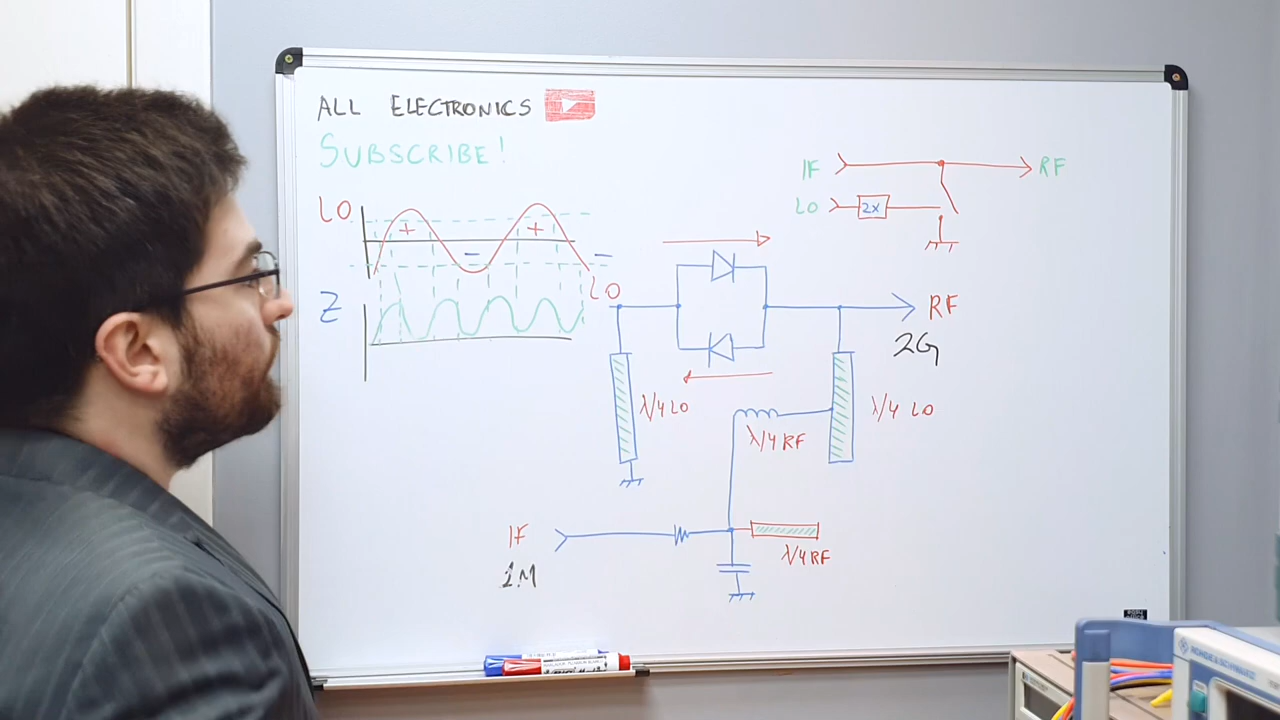 ALL ELECTRONICS
SUBSCRIBE!
LO
+
+
-
-
Z
IF
RF
LO
2x
LO
RF
2G
λ/4 LO
λ/4 LO
λ/4 RF
IF
1M
λ/4 RF